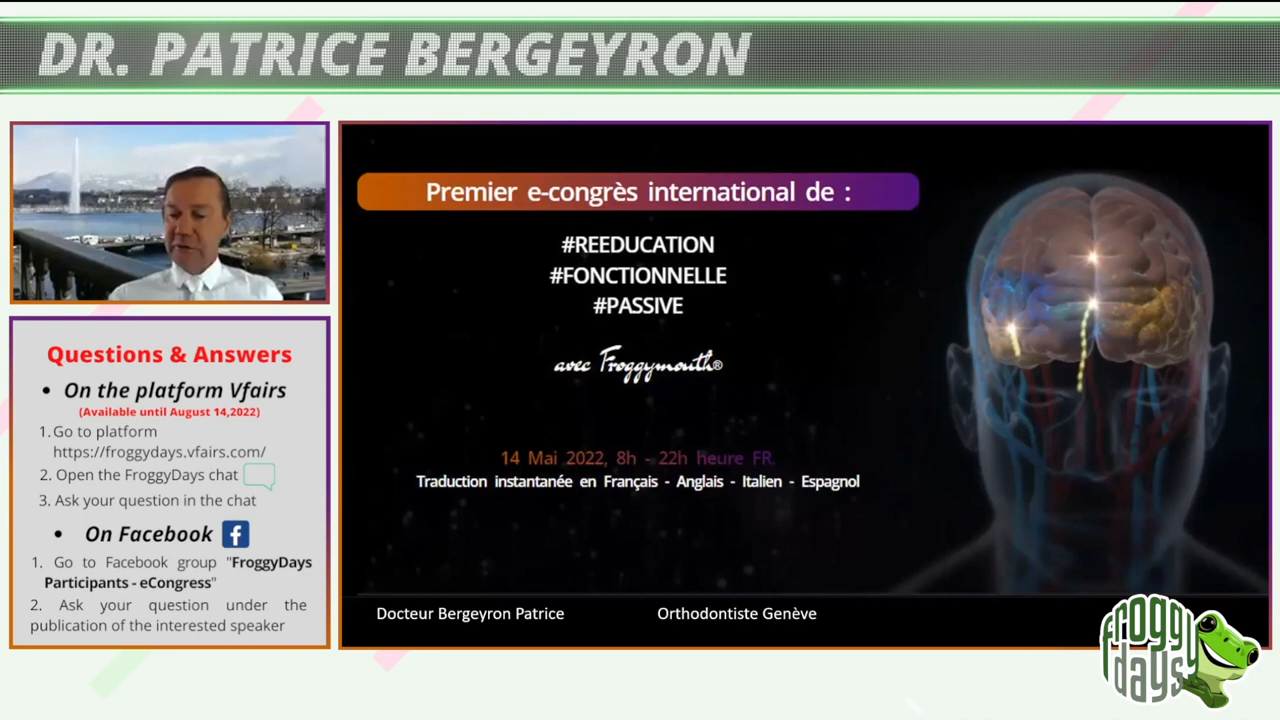 DR. PATRICE BERGEYRON
Questions & Answers
• On the platform Vfairs
(Available until August 14,2022)
1. Go to platform
https://froggydays.vfairs.com/
2. Open the FroggyDays chat
3. Ask your question in the chat
• On Facebook
1. Go to Facebook group "FroggyDays
Participants - eCongress"
2. Ask your question under the
publication of the interested speaker
Premier e-congrès international de :
#REEDUCATION
#FONCTIONNELLE
#PASSIVE
avec Froggymouth®
14 Mai 2022, 8h - 22h heure FR.
Traduction instantanée en Français - Anglais - Italien - Espagnol
Docteur Bergeyron Patrice
Orthodontiste Genève
froggy
days